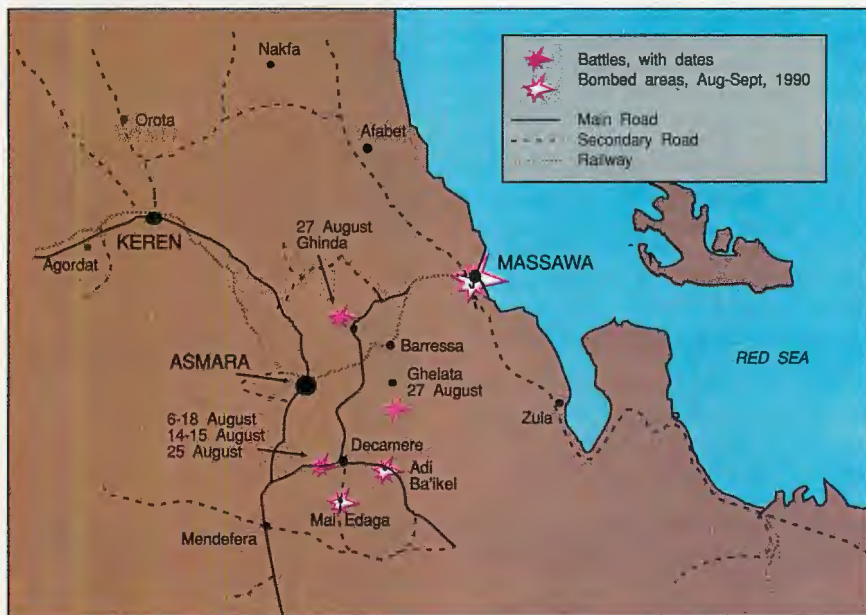 Nakfa
Orota
Afabet
Battles, with dates
Bombed areas, Aug-Sept, 1990
Main Road
Secondary Road
Railway
KEREN
Agordat
27 August
Ghinda
MASSAWA
ASMARA
Barressa
Ghelata
27 August
RED SEA
Zula
6-18 August
14-15 August
25 August
Decamere
Adi
Ba'ikel
Mai Edaga
Mendefera